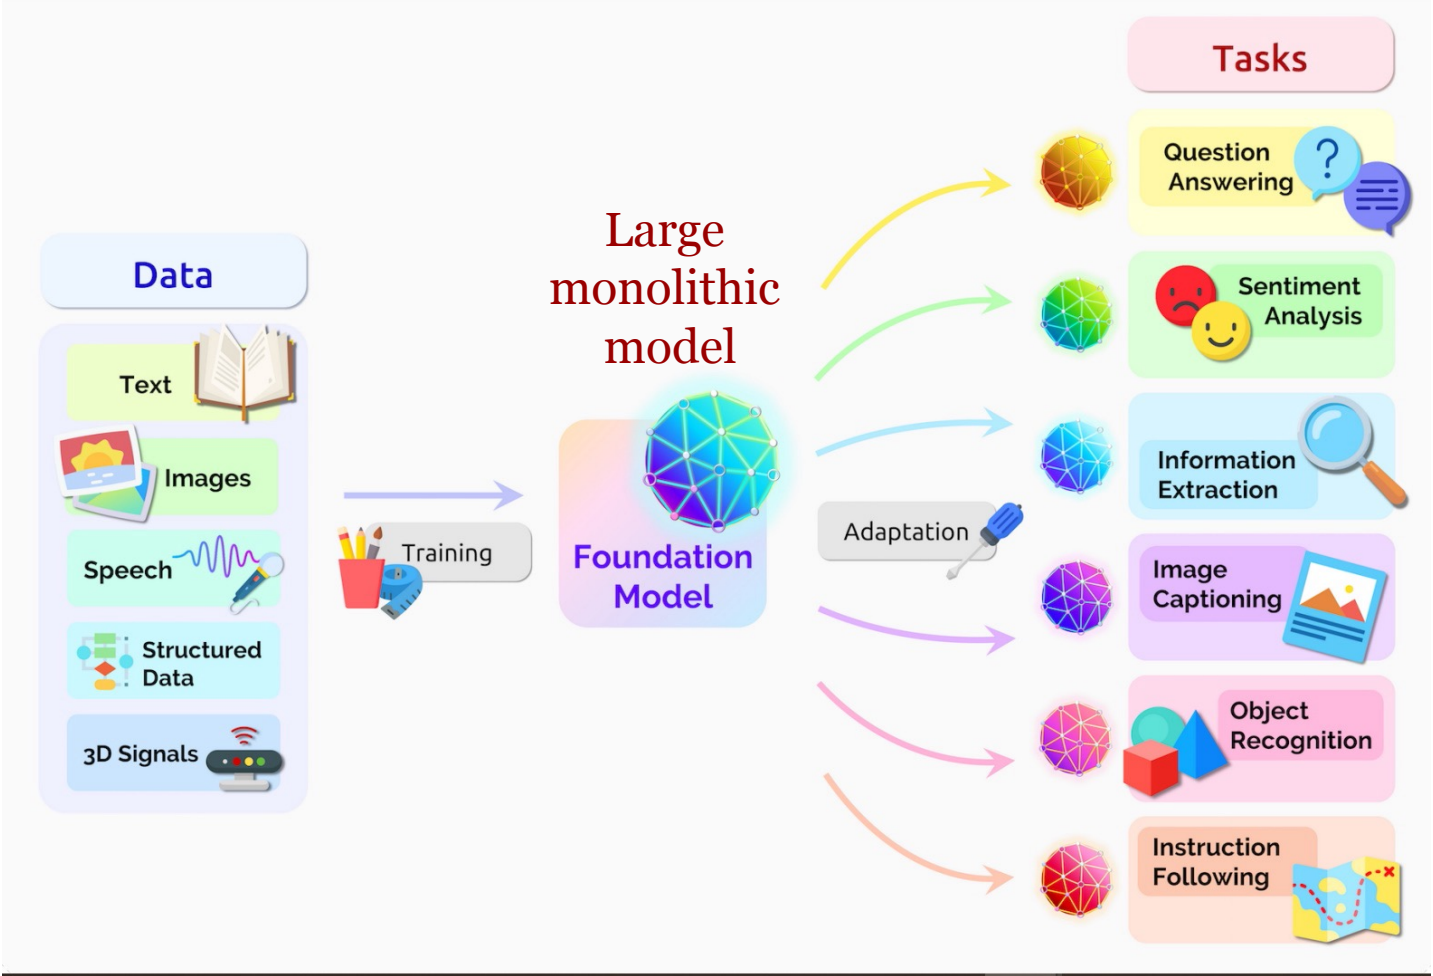 Data
Text
Images
Speech
Structured
Data
3D Signals
Training
Large
monolithic
model
Foundation
Model
Adaptation
Tasks
Question
Answering
?
Sentiment
Analysis
Information
Extraction
Image
Captioning
Object
Recognition
Instruction
Following